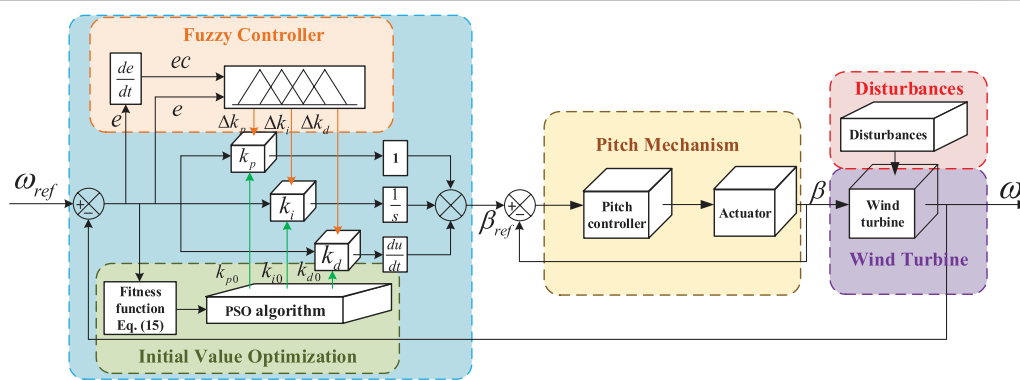 Fuzzy Controller
de
dt
ec
e
e
Δk_p
Δk_i
Δk_d
Disturbances
Disturbances
Pitch Mechanism
ω_ref
+
−
k_p
1
k_i
1
s
k_d
du
dt
β_ref
+
−
Pitch
controller
Actuator
β
Wind
turbine
ω
Wind Turbine
k_p0
k_i0
k_d0
Fitness
function
Eq. (15)
PSO algorithm
Initial Value Optimization